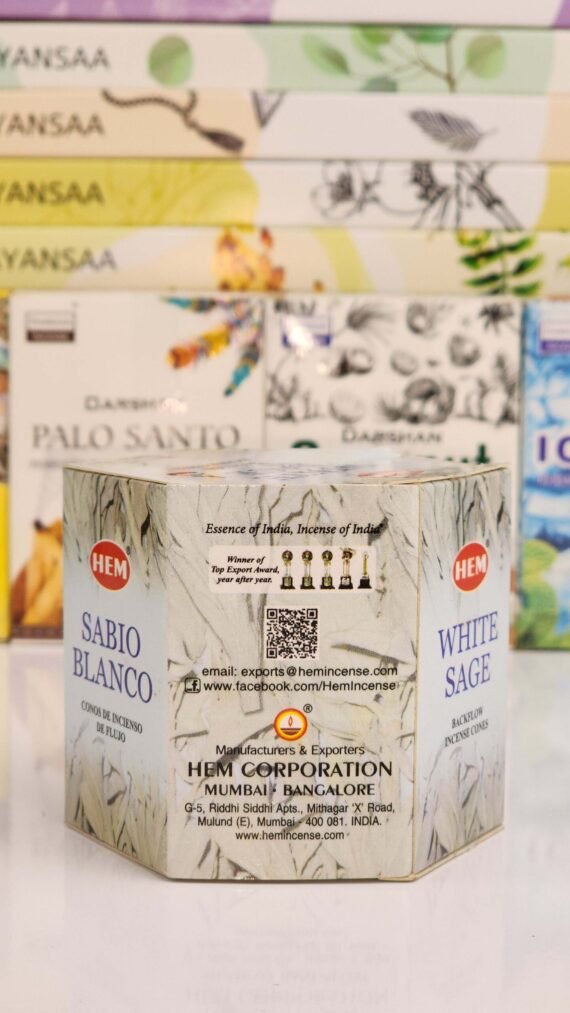 YANSAA
YANSAA
YANSAA
YANSAA
DARSHAN
PALO SANTO
DARSHAN
HEM
SABIO
BLANCO
CONOS DE INCIENSO
DE FLUJO
Essence of India, Incense of India
Winner of
Top Export Award,
year after year.
email: exports@hemincense.com
www.facebook.com/HemIncense
®
Manufacturers & Exporters
HEM CORPORATION
MUMBAI • BANGALORE
G-5, Riddhi Siddhi Apts., Mithagar 'X' Road,
Mulund (E), Mumbai - 400 081. INDIA.
www.hemincense.com
HEM
WHITE
SAGE
BACKFLOW
INCENSE CONES